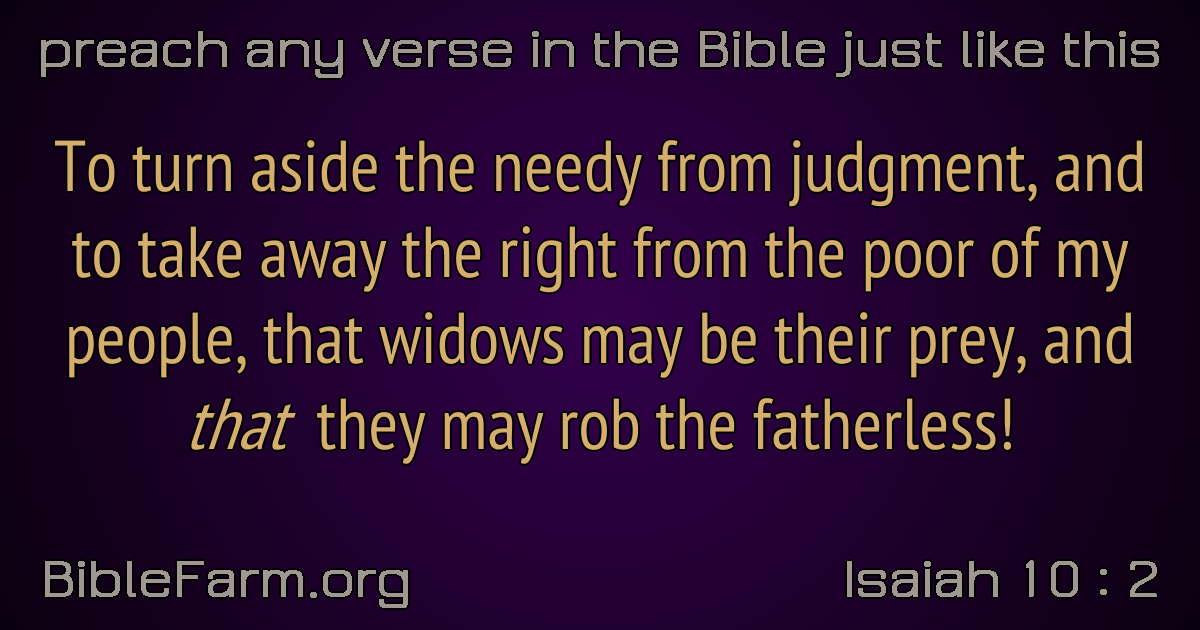 preach any verse in the Bible just like this
To turn aside the needy from judgment, and
to take away the right from the poor of my
people, that widows may be their prey, and
that they may rob the fatherless!
BibleFarm.org
Isaiah 10 : 2